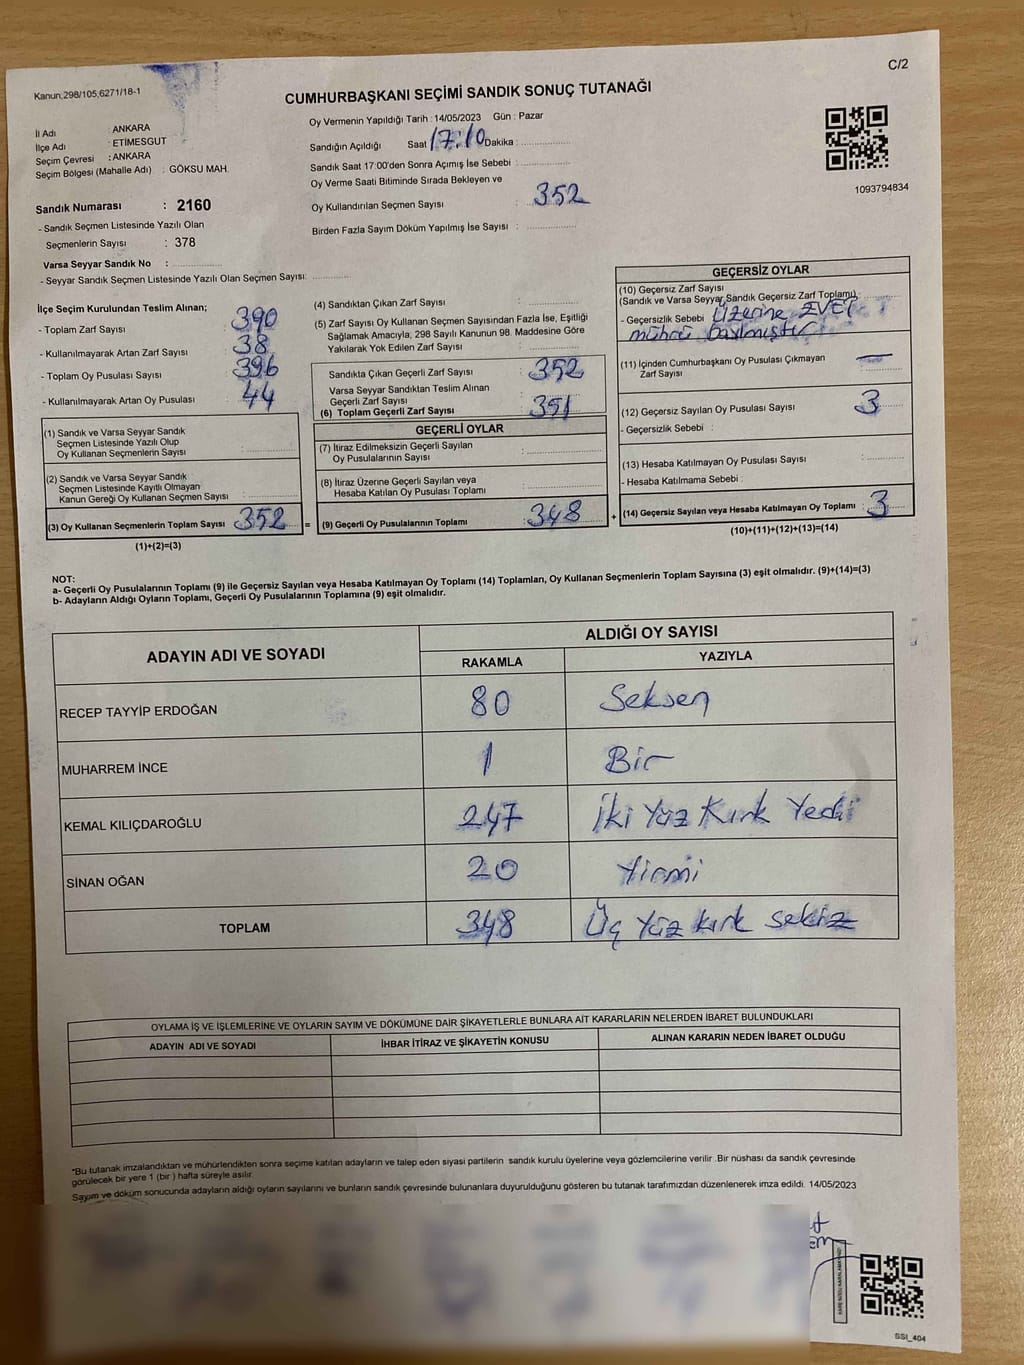 C/2
Kanun;298/105,6271/18-1
CUMHURBAŞKANI SEÇİMİ SANDIK SONUÇ TUTANAĞI
İl Adı : ANKARA
İlçe Adı : ETİMESGUT
Seçim Çevresi : ANKARA
Seçim Bölgesi (Mahalle Adı) : GÖKSU MAH.
Oy Vermenin Yapıldığı Tarih : 14/05/2023 Gün : Pazar
Sandığın Açıldığı Saat 17:10 Dakika :
Sandık Saat 17:00'den Sonra Açımış İse Sebebi :
Oy Verme Saati Bitiminde Sırada Bekleyen ve
Oy Kullandırılan Seçmen Sayısı : 352
Birden Fazla Sayım Döküm Yapılmış İse Sayısı :
1093794834
Sandık Numarası : 2160
- Sandık Seçmen Listesinde Yazılı Olan
Seçmenlerin Sayısı : 378
Varsa Seyyar Sandık No :
- Seyyar Sandık Seçmen Listesinde Yazılı Olan Seçmen Sayısı:
İlçe Seçim Kurulundan Teslim Alınan;
- Toplam Zarf Sayısı : 390
- Kullanılmayarak Artan Zarf Sayısı : 38
- Toplam Oy Pusulası Sayısı : 396
- Kullanılmayarak Artan Oy Pusulası : 44
(1) Sandık ve Varsa Seyyar Sandık
Seçmen Listesinde Yazılı Olup
Oy Kullanan Seçmenlerin Sayısı :
(2) Sandık ve Varsa Seyyar Sandık
Seçmen Listesinde Kayıtlı Olmayan
Kanun Gereği Oy Kullanan Seçmen Sayısı :
(3) Oy Kullanan Seçmenlerin Toplam Sayısı 352 =
(1)+(2)=(3)
(4) Sandıktan Çıkan Zarf Sayısı :
(5) Zarf Sayısı Oy Kullanan Seçmen Sayısından Fazla İse, Eşitliği
Sağlamak Amacıyla, 298 Sayılı Kanunun 98. Maddesine Göre
Yakılarak Yok Edilen Zarf Sayısı :
Sandıkta Çıkan Geçerli Zarf Sayısı : 352
Varsa Seyyar Sandıktan Teslim Alınan
Geçerli Zarf Sayısı :
(6) Toplam Geçerli Zarf Sayısı : 351
GEÇERLİ OYLAR
(7) İtiraz Edilmeksizin Geçerli Sayılan
Oy Pusulalarının Sayısı :
(8) İtiraz Üzerine Geçerli Sayılan veya
Hesaba Katılan Oy Pusulası Toplamı :
(9) Geçerli Oy Pusulalarının Toplamı : 348 +
GEÇERSİZ OYLAR
(10) Geçersiz Zarf Sayısı
(Sandık ve Varsa Seyyar Sandık Geçersiz Zarf Toplamı) :
- Geçersizlik Sebebi : Üzerine EVET
mührü basılmıştır
(11) İçinden Cumhurbaşkanı Oy Pusulası Çıkmayan
Zarf Sayısı : —
(12) Geçersiz Sayılan Oy Pusulası Sayısı : 3
- Geçersizlik Sebebi :
(13) Hesaba Katılmayan Oy Pusulası Sayısı :
- Hesaba Katılmama Sebebi :
(14) Geçersiz Sayılan veya Hesaba Katılmayan Oy Toplamı : 3
(10)+(11)+(12)+(13)=(14)
NOT:
a- Geçerli Oy Pusulalarının Toplamı (9) ile Geçersiz Sayılan veya Hesaba Katılmayan Oy Toplamı (14) Toplamları, Oy Kullanan Seçmenlerin Toplam Sayısına (3) eşit olmalıdır. (9)+(14)=(3)
b- Adayların Aldığı Oyların Toplamı, Geçerli Oy Pusulalarının Toplamına (9) eşit olmalıdır.
ADAYIN ADI VE SOYADI
ALDIĞI OY SAYISI
RAKAMLA YAZIYLA
RECEP TAYYİP ERDOĞAN 80 Seksen
MUHARREM İNCE 1 Bir
KEMAL KILIÇDAROĞLU 247 İki Yüz Kırk Yedi
SİNAN OĞAN 20 Yirmi
TOPLAM 348 Üç Yüz Kırk sekiz
OYLAMA İŞ VE İŞLEMLERİNE VE OYLARIN SAYIM VE DÖKÜMÜNE DAİR ŞİKAYETLERLE BUNLARA AİT KARARLARIN NELERDEN İBARET BULUNDUKLARI
ADAYIN ADI VE SOYADI İHBAR İTİRAZ VE ŞİKAYETİN KONUSU ALINAN KARARIN NEDEN İBARET OLDUĞU
*Bu tutanak imzalandıktan ve mühürlendikten sonra seçime katılan adayların ve talep eden siyasi partilerin sandık kurulu üyelerine veya gözlemcilerine verilir .Bir nüshası da sandık çevresinde
görülecek bir yere 1 (bir ) hafta süreyle asılır.
Sayım ve döküm sonucunda adayların aldığı oyların sayılarını ve bunların sandık çevresinde bulunanlara duyurulduğunu gösteren bu tutanak tarafımızdan düzenlenerek imza edildi. 14/05/2023
SSI_404